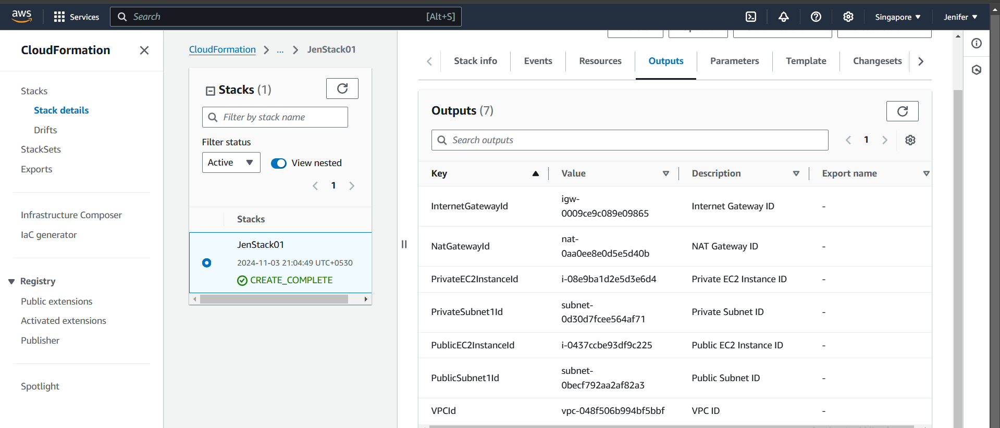 aws
Services
Search
[Alt+S]
Singapore
Jenifer
CloudFormation
Stacks
Stack details
Drifts
StackSets
Exports
Infrastructure Composer
IaC generator
Registry
Public extensions
Activated extensions
Publisher
Spotlight
CloudFormation
...
JenStack01
Stacks (1)
Filter by stack name
Filter status
Active
View nested
1
Stacks
JenStack01
2024-11-03 21:04:49 UTC+0530
CREATE_COMPLETE
Stack info
Events
Resources
Outputs
Parameters
Template
Changesets
Outputs (7)
Search outputs
1
Key
Value
Description
Export name
InternetGatewayId
igw-
0009ce9c089e09865
Internet Gateway ID
-
NatGatewayId
nat-
0aa0ee8e0d5e5d40b
NAT Gateway ID
-
PrivateEC2InstanceId
i-08e9ba1d2e5d3e6d4
Private EC2 Instance ID
-
PrivateSubnet1Id
subnet-
0d30d7fcee564af71
Private Subnet ID
-
PublicEC2InstanceId
i-0437ccbe93df9c225
Public EC2 Instance ID
-
PublicSubnet1Id
subnet-
0becf792aa2af82a3
Public Subnet ID
-
VPCId
vpc-048f506b994bf5bbf
VPC ID
-